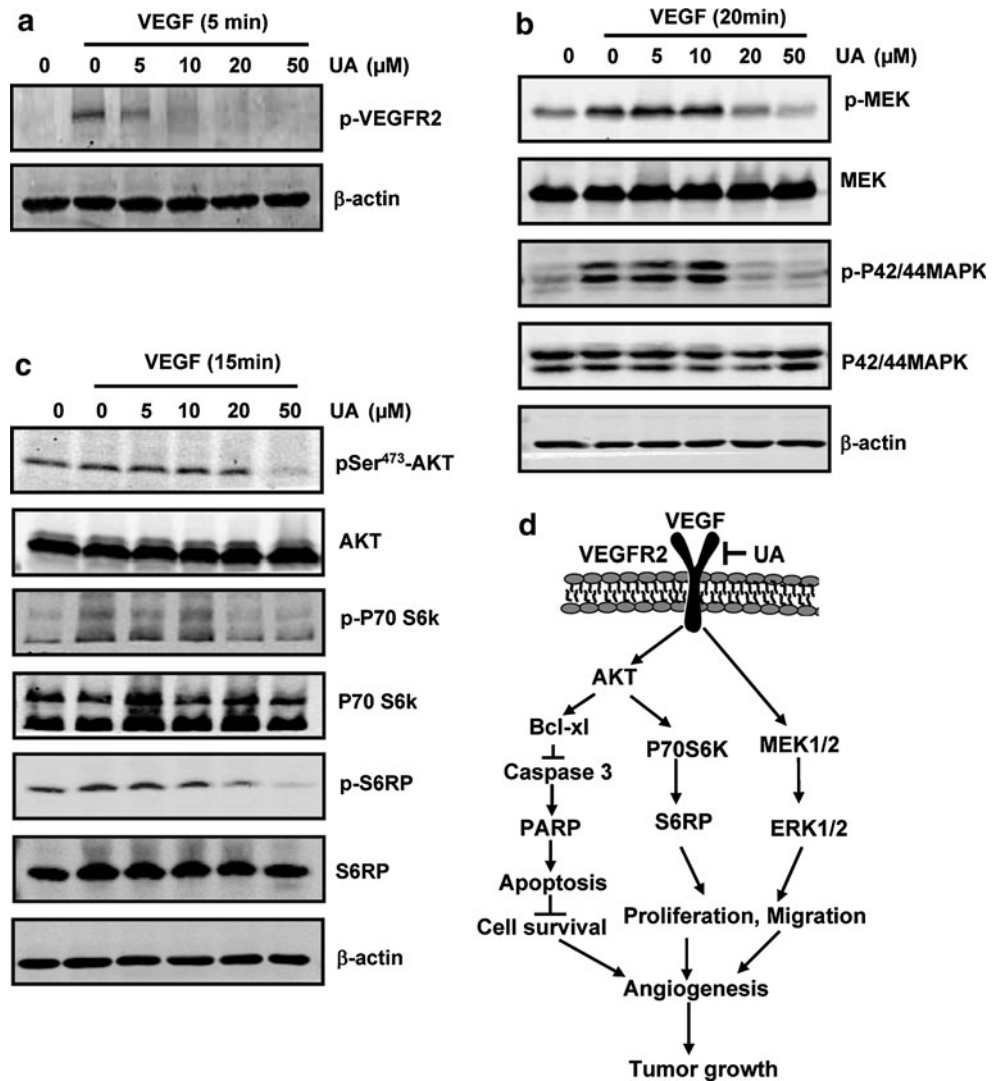 a
VEGF (5 min)
0 0 5 10 20 50 UA (µM)
p-VEGFR2
β-actin
b
VEGF (20min)
0 0 5 10 20 50 UA (µM)
p-MEK
MEK
p-P42/44MAPK
P42/44MAPK
β-actin
c
VEGF (15min)
0 0 5 10 20 50 UA (µM)
pSer⁴⁷³-AKT
AKT
p-P70 S6k
P70 S6k
p-S6RP
S6RP
β-actin
d
VEGF
VEGFR2 UA
AKT
Bcl-xl
P70S6K MEK1/2
Caspase 3
PARP S6RP ERK1/2
Apoptosis
Cell survival Proliferation, Migration
Angiogenesis
Tumor growth